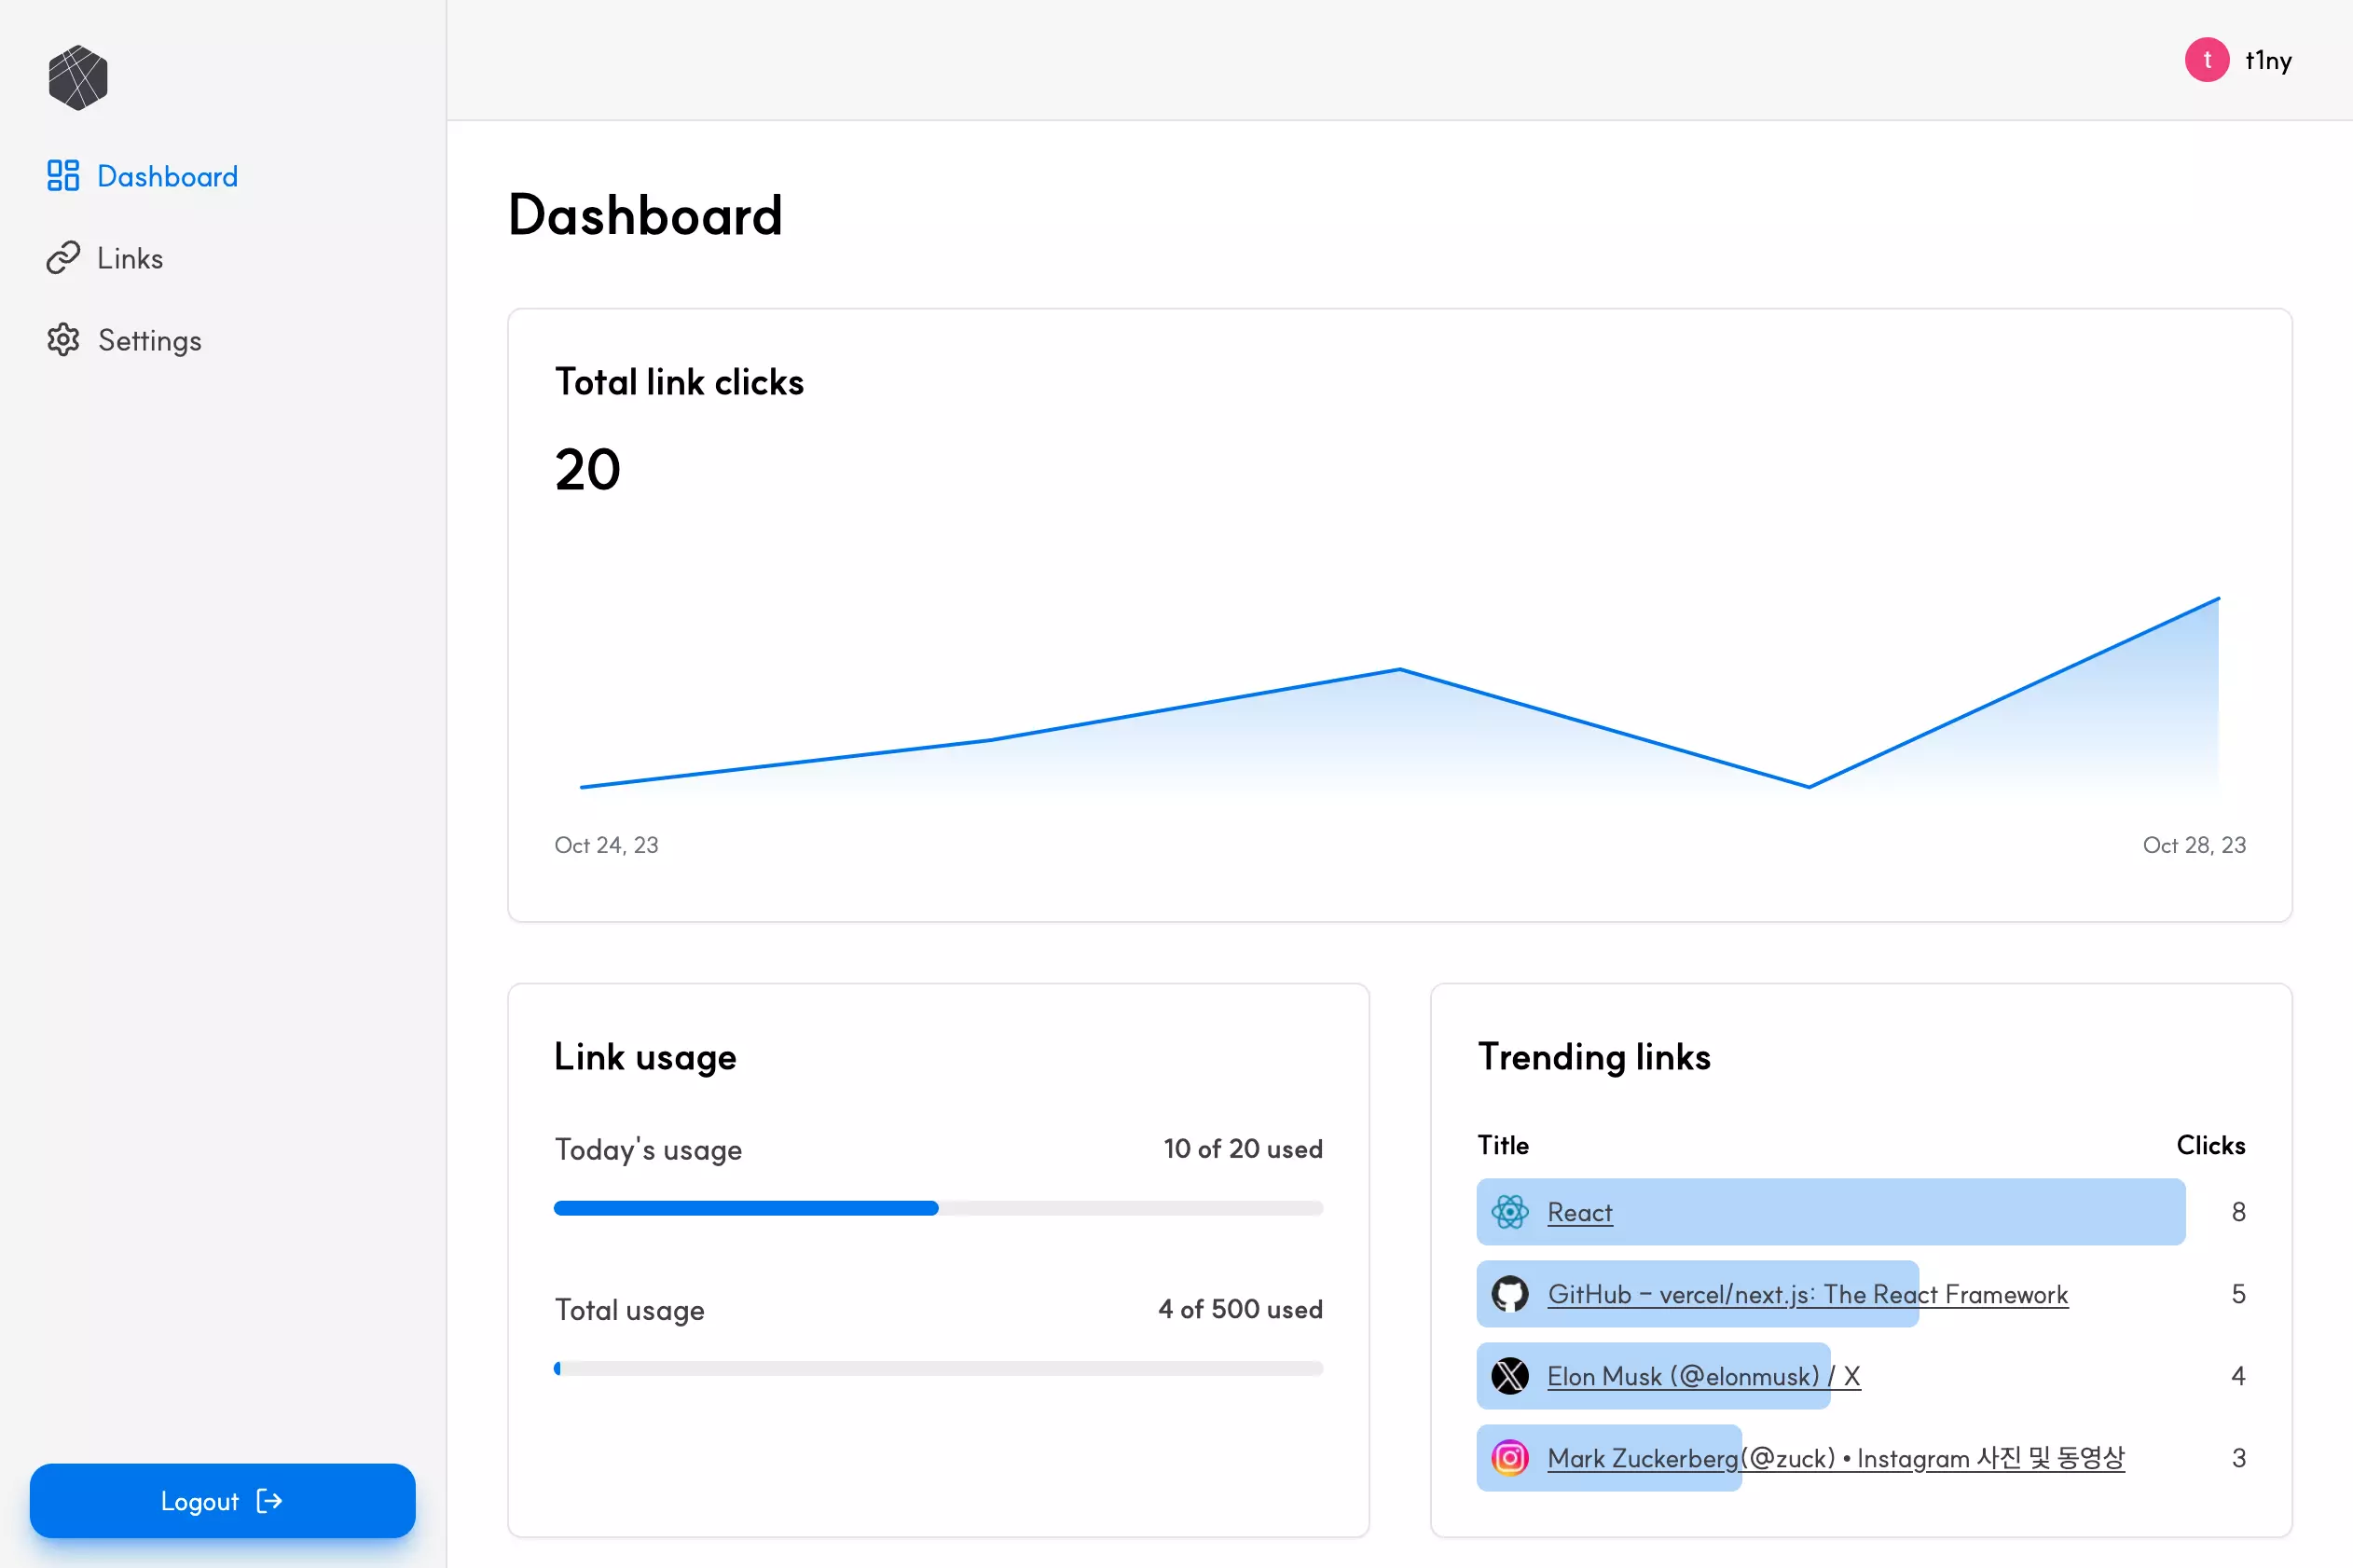 t t1ny
Dashboard
Links
Settings
Logout
Dashboard
Total link clicks
20
Oct 24, 23 Oct 28, 23
Link usage
Today's usage 10 of 20 used
Total usage 4 of 500 used
Trending links
Title Clicks
React 8
GitHub - vercel/next.js: The React Framework 5
Elon Musk (@elonmusk) / X 4
Mark Zuckerberg(@zuck) • Instagram 사진 및 동영상 3